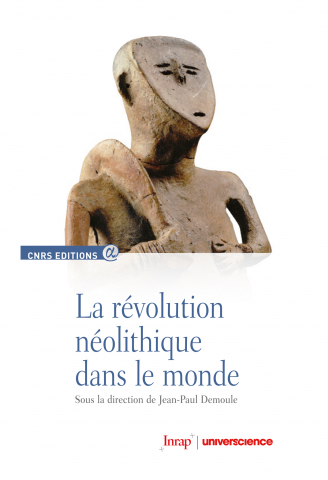 CNRS EDITIONS @
La révolution
néolithique
dans le monde
Sous la direction de Jean-Paul Demoule
Inrap
universcience